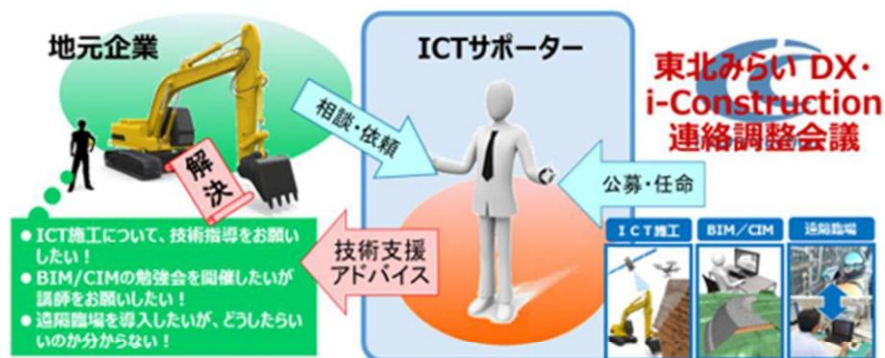 地元企業
ICTサポーター
東北みらい DX・
i-Construction
連絡調整会議
相談・依頼
解決
公募・任命
技術支援
アドバイス
●ICT施工について、技術指導をお願い
したい！
●BIM/CIMの勉強会を開催したいが
講師をお願いしたい！
●遠隔臨場を導入したいが、どうしたらい
いのか分からない！
ICT施工
BIM/CIM
遠隔臨場